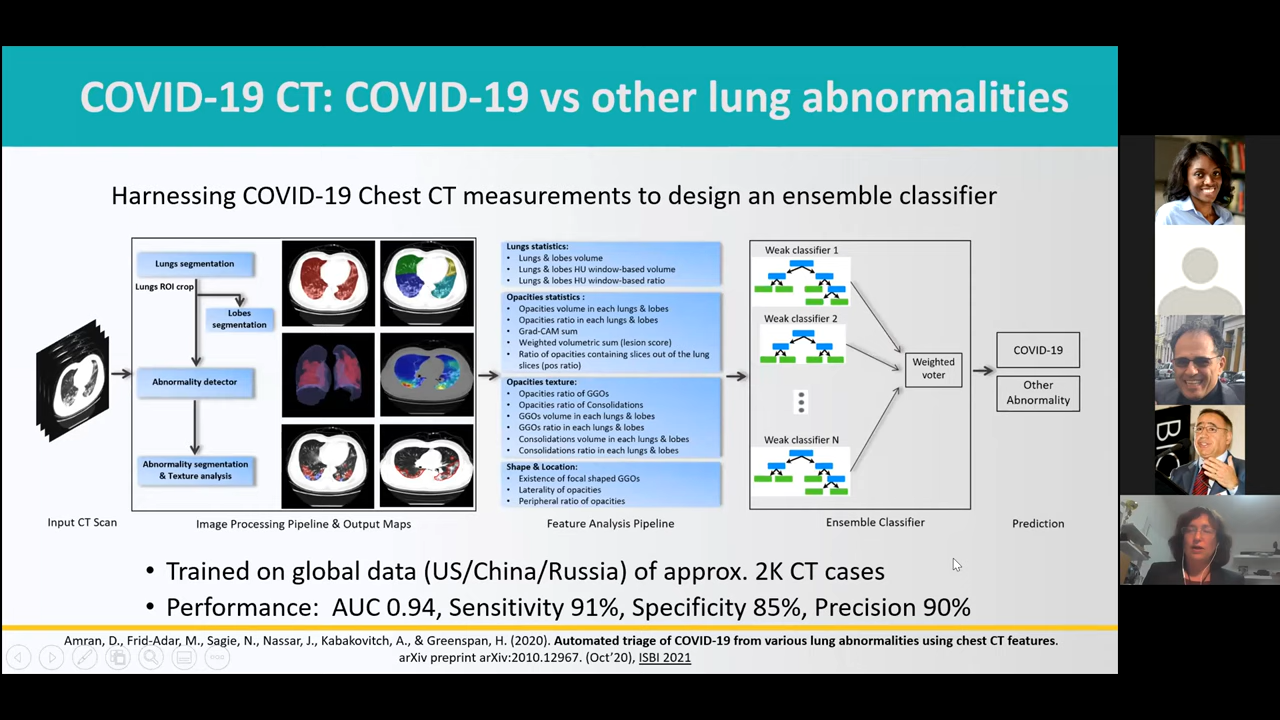 COVID-19 CT: COVID-19 vs other lung abnormalities
Harnessing COVID-19 Chest CT measurements to design an ensemble classifier
Lungs segmentation
Lungs ROI crop
Lobes
segmentation
Abnormality detector
Abnormality segmentation
& Texture analysis
Lungs statistics:
• Lungs & lobes volume
• Lungs & lobes HU window-based volume
• Lungs & lobes HU window-based ratio
Opacities statistics :
• Opacities volume in each lungs & lobes
• Opacities ratio in each lungs & lobes
• Grad-CAM sum
• Weighted volumetric sum (lesion score)
• Ratio of opacities containing slices out of the lung
slices (pos ratio)
Opacities texture:
• Opacities ratio of GGOs
• Opacities ratio of Consolidations
• GGOs volume in each lungs & lobes
• GGOs ratio in each lungs & lobes
• Consolidations volume in each lungs & lobes
• Consolidations ratio in each lungs & lobes
Shape & Location:
• Existence of focal shaped GGOs
• Laterality of opacities
• Peripheral ratio of opacities
Weak classifier 1
Weak classifier 2
Weak classifier N
Weighted
voter
COVID-19
Other
Abnormality
Input CT Scan
Image Processing Pipeline & Output Maps
Feature Analysis Pipeline
Ensemble Classifier
Prediction
• Trained on global data (US/China/Russia) of approx. 2K CT cases
• Performance: AUC 0.94, Sensitivity 91%, Specificity 85%, Precision 90%
Amran, D., Frid-Adar, M., Sagie, N., Nassar, J., Kabakovitch, A., & Greenspan, H. (2020). Automated triage of COVID-19 from various lung abnormalities using chest CT features.
arXiv preprint arXiv:2010.12967. (Oct'20), ISBI 2021